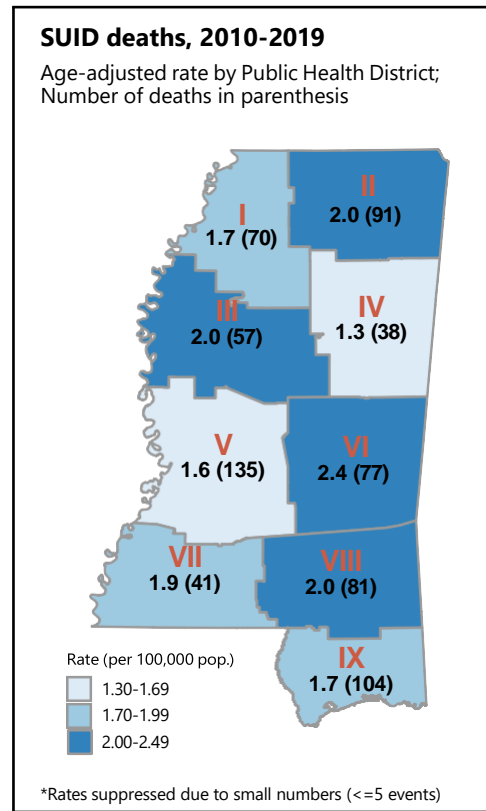 SUID deaths, 2010-2019
Age-adjusted rate by Public Health District;
Number of deaths in parenthesis
I
1.7 (70)
II
2.0 (91)
III
2.0 (57)
IV
1.3 (38)
V
1.6 (135)
VI
2.4 (77)
VII
1.9 (41)
VIII
2.0 (81)
IX
1.7 (104)
Rate (per 100,000 pop.)
1.30-1.69
1.70-1.99
2.00-2.49
*Rates suppressed due to small numbers (<=5 events)